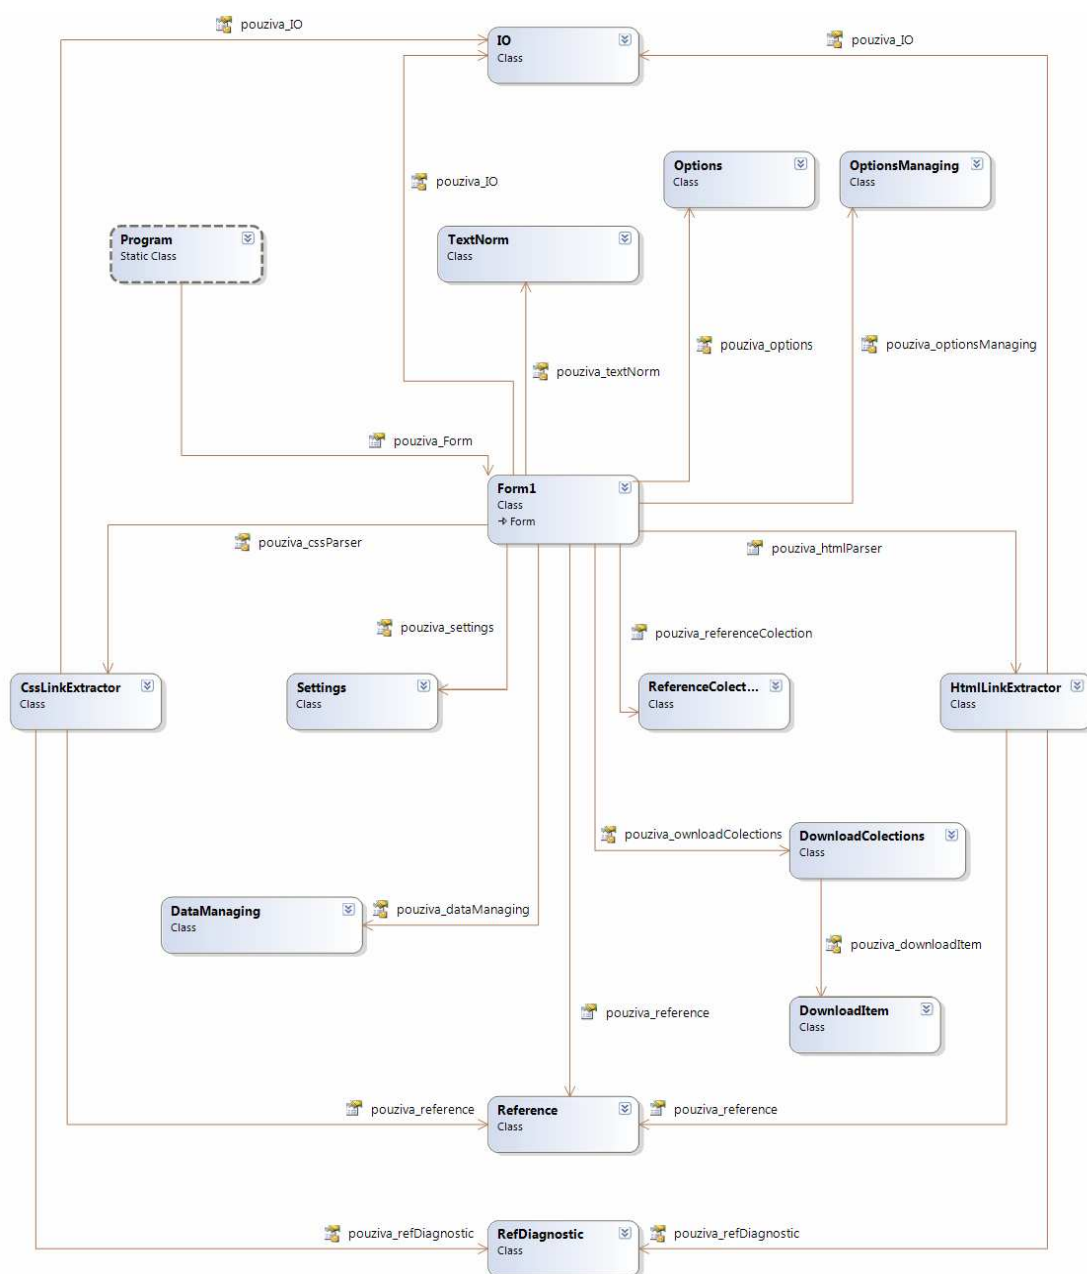 pouziva_IO
IO
Class
pouziva_IO
pouziva_IO
Options
Class
OptionsManaging
Class
Program
Static Class
TextNorm
Class
pouziva_options
pouziva_optionsManaging
pouziva_textNorm
pouziva_Form
Form1
Class
Form
pouziva_cssParser
pouziva_htmlParser
pouziva_settings
pouziva_referenceColection
CssLinkExtractor
Class
Settings
Class
ReferenceColect...
Class
HtmlLinkExtractor
Class
pouziva_ownloadColections
DownloadColections
Class
DataManaging
Class
pouziva_dataManaging
pouziva_downloadItem
pouziva_reference
DownloadItem
Class
pouziva_reference
Reference
Class
pouziva_reference
pouziva_refDiagnostic
RefDiagnostic
Class
pouziva_refDiagnostic